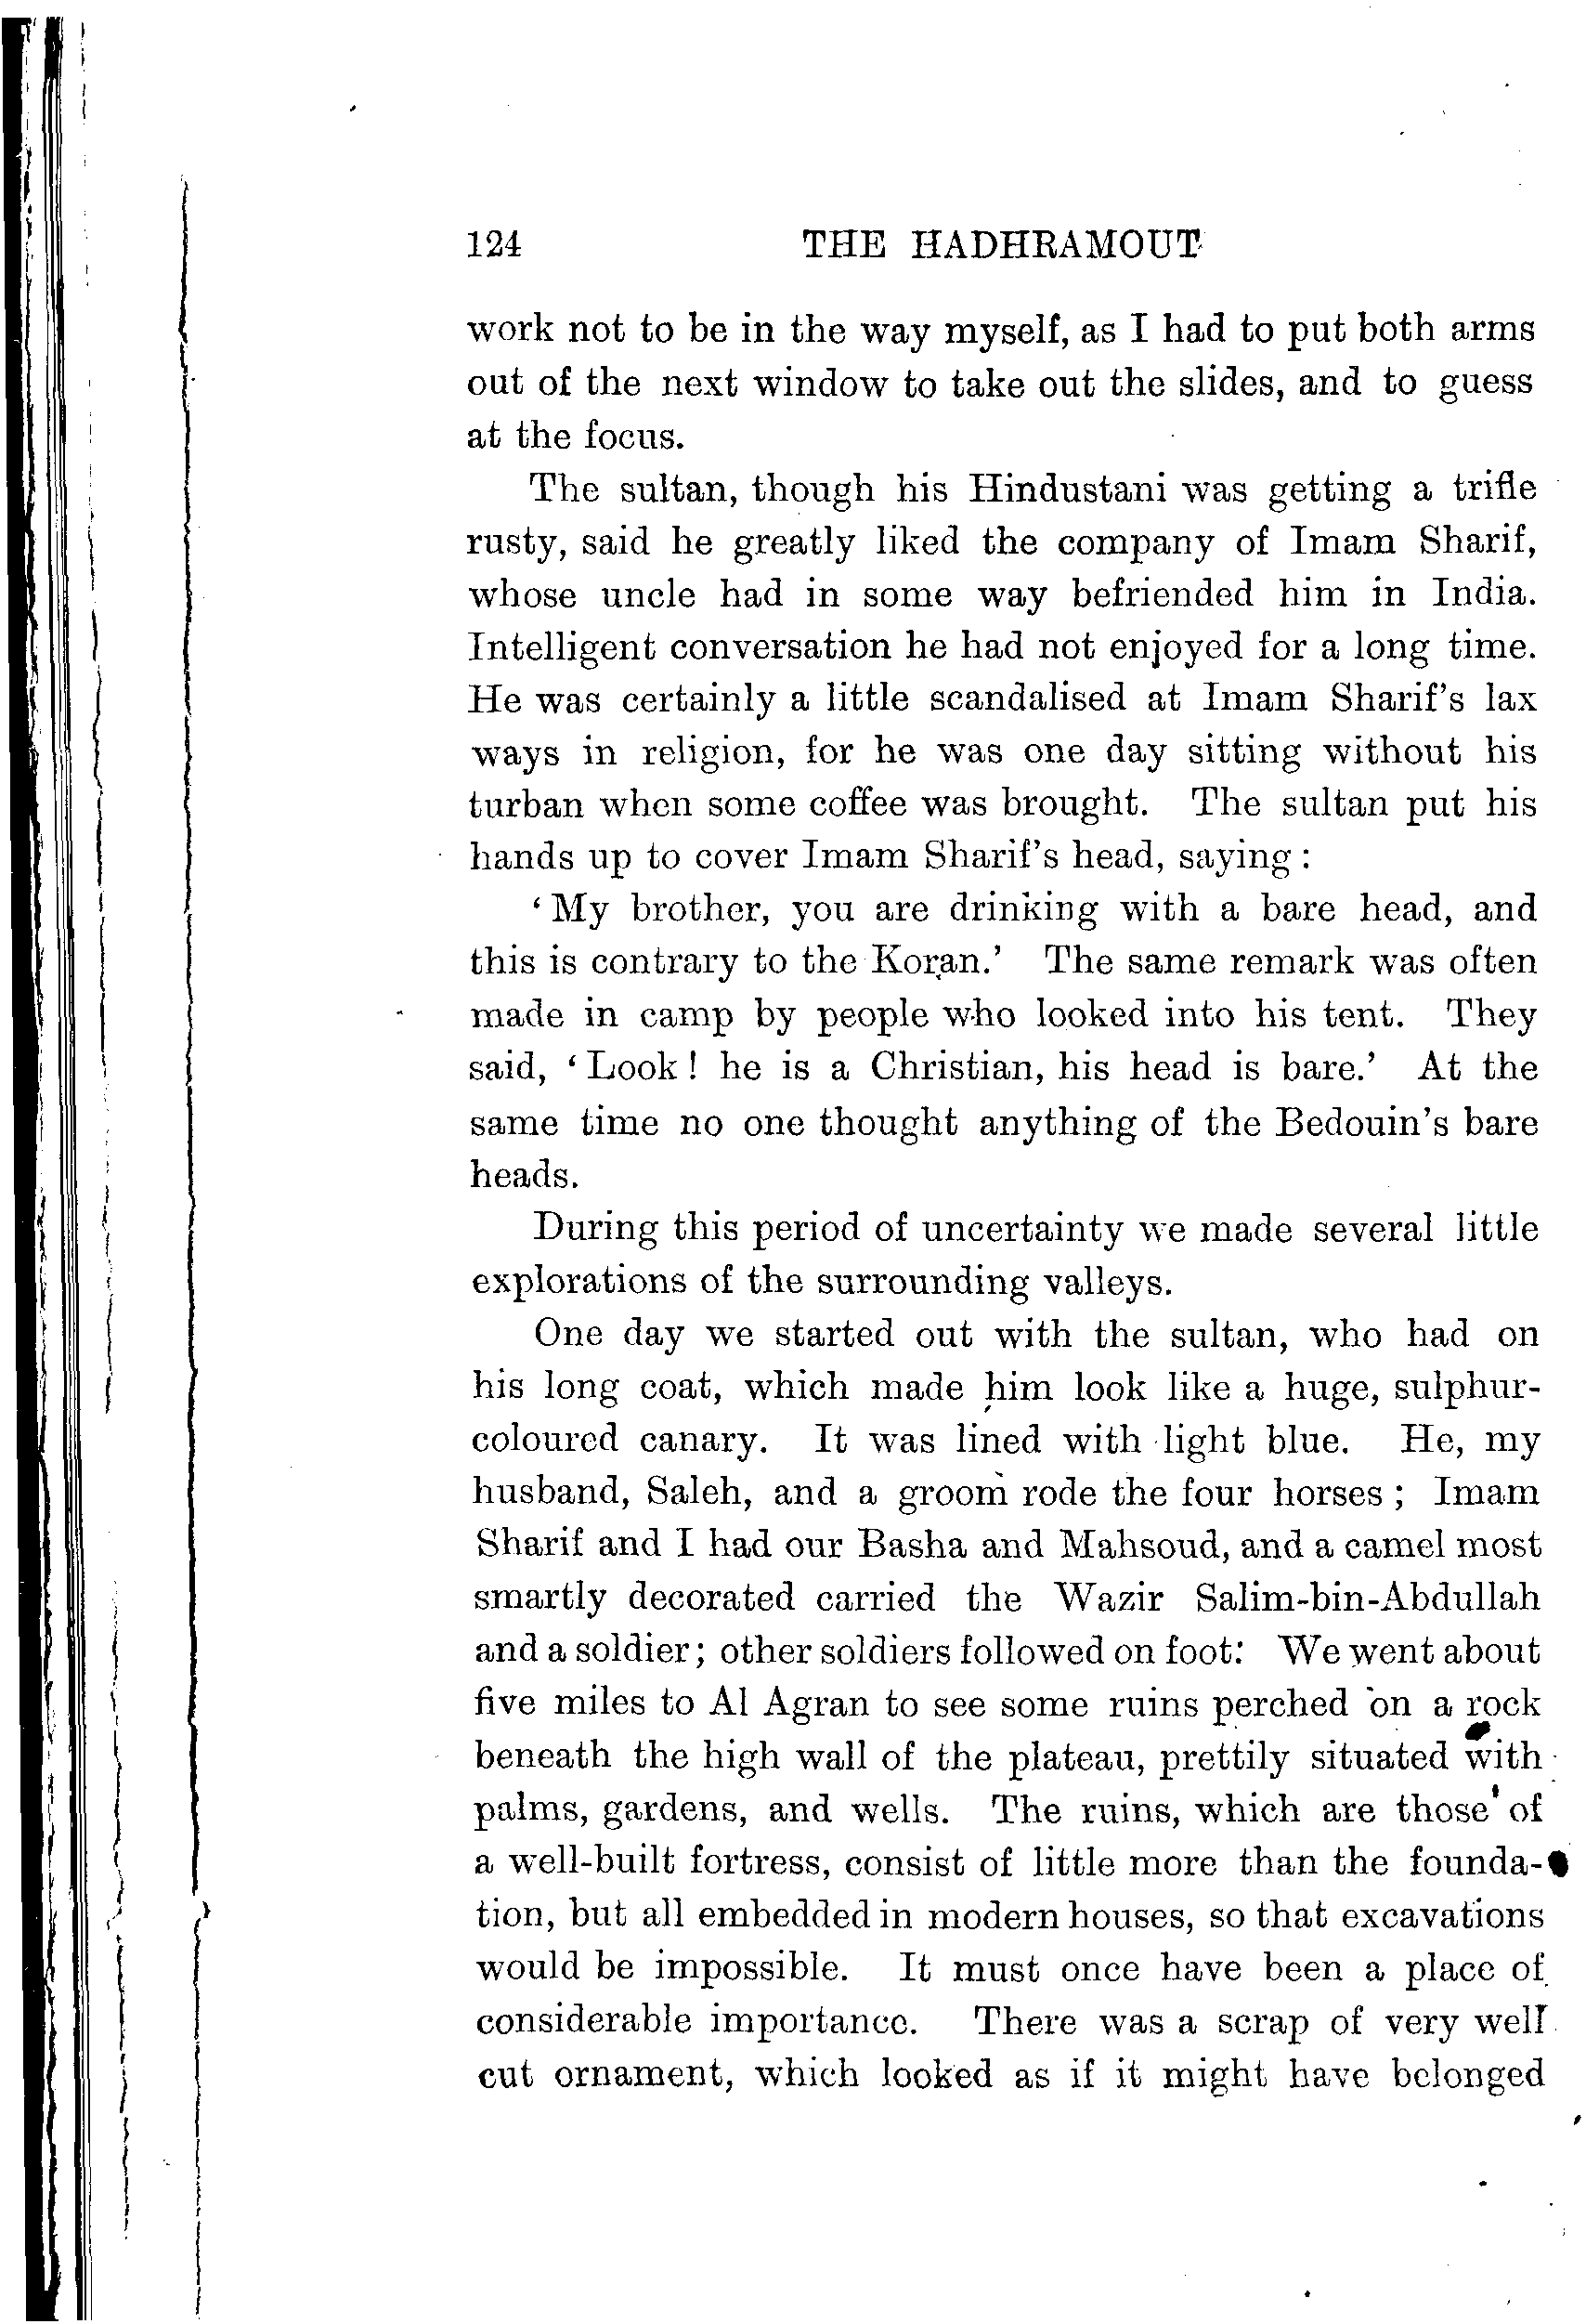 124 THE HADHRAMOUT
work not to be in the way myself, as I had to put both arms
out of the next window to take out the slides, and to guess
at the focus.
The sultan, though his Hindustani was getting a trifle
rusty, said he greatly liked the company of Imam Sharif,
whose uncle had in some way befriended him in India.
Intelligent conversation he had not enjoyed for a long time.
He was certainly a little scandalised at Imam Sharif's lax
ways in religion, for he was one day sitting without his
turban when some coffee was brought. The sultan put his
hands up to cover Imam Sharif's head, saying:
‘My brother, you are drinking with a bare head, and
this is contrary to the Koran.’ The same remark was often
made in camp by people who looked into his tent. They
said, ‘Look! he is a Christian, his head is bare.’ At the
same time no one thought anything of the Bedouin's bare
heads.
During this period of uncertainty we made several little
explorations of the surrounding valleys.
One day we started out with the sultan, who had on
his long coat, which made him look like a huge, sulphur-
coloured canary. It was lined with light blue. He, my
husband, Saleh, and a groom rode the four horses; Imam
Sharif and I had our Basha and Mahsoud, and a camel most
smartly decorated carried the Wazir Salim-bin-Abdullah
and a soldier; other soldiers followed on foot. We went about
five miles to Al Agran to see some ruins perched on a rock
beneath the high wall of the plateau, prettily situated with
palms, gardens, and wells. The ruins, which are those of
a well-built fortress, consist of little more than the founda-
tion, but all embedded in modern houses, so that excavations
would be impossible. It must once have been a place of
considerable importance. There was a scrap of very well
cut ornament, which looked as if it might have belonged